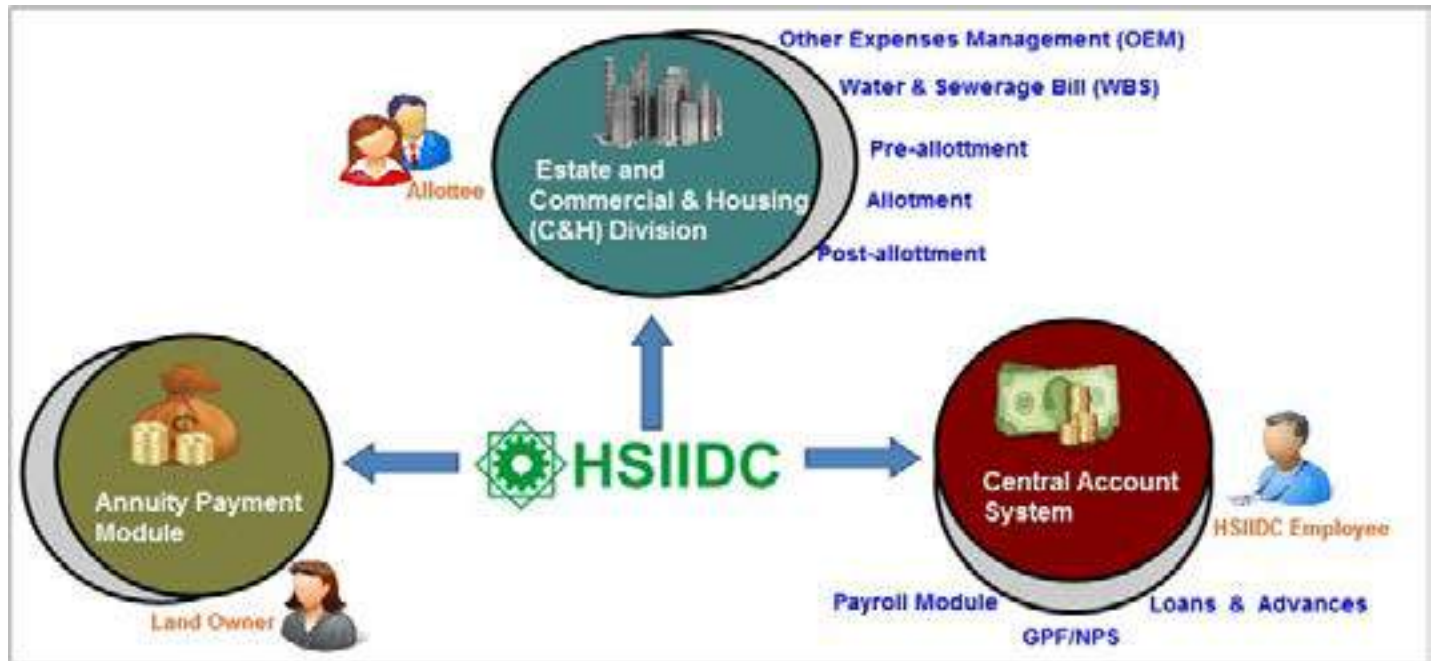 Other Expenses Management (OEM)
Water & Sewerage Bill (WBS)
Pre-allottment
Allotment
Post-allottment
Allottee
Estate and
Commercial & Housing
(C&H) Division
HSIIDC
Annuity Payment
Module
Land Owner
Central Account
System
HSIIDC Employee
Payroll Module
Loans & Advances
GPF/NPS